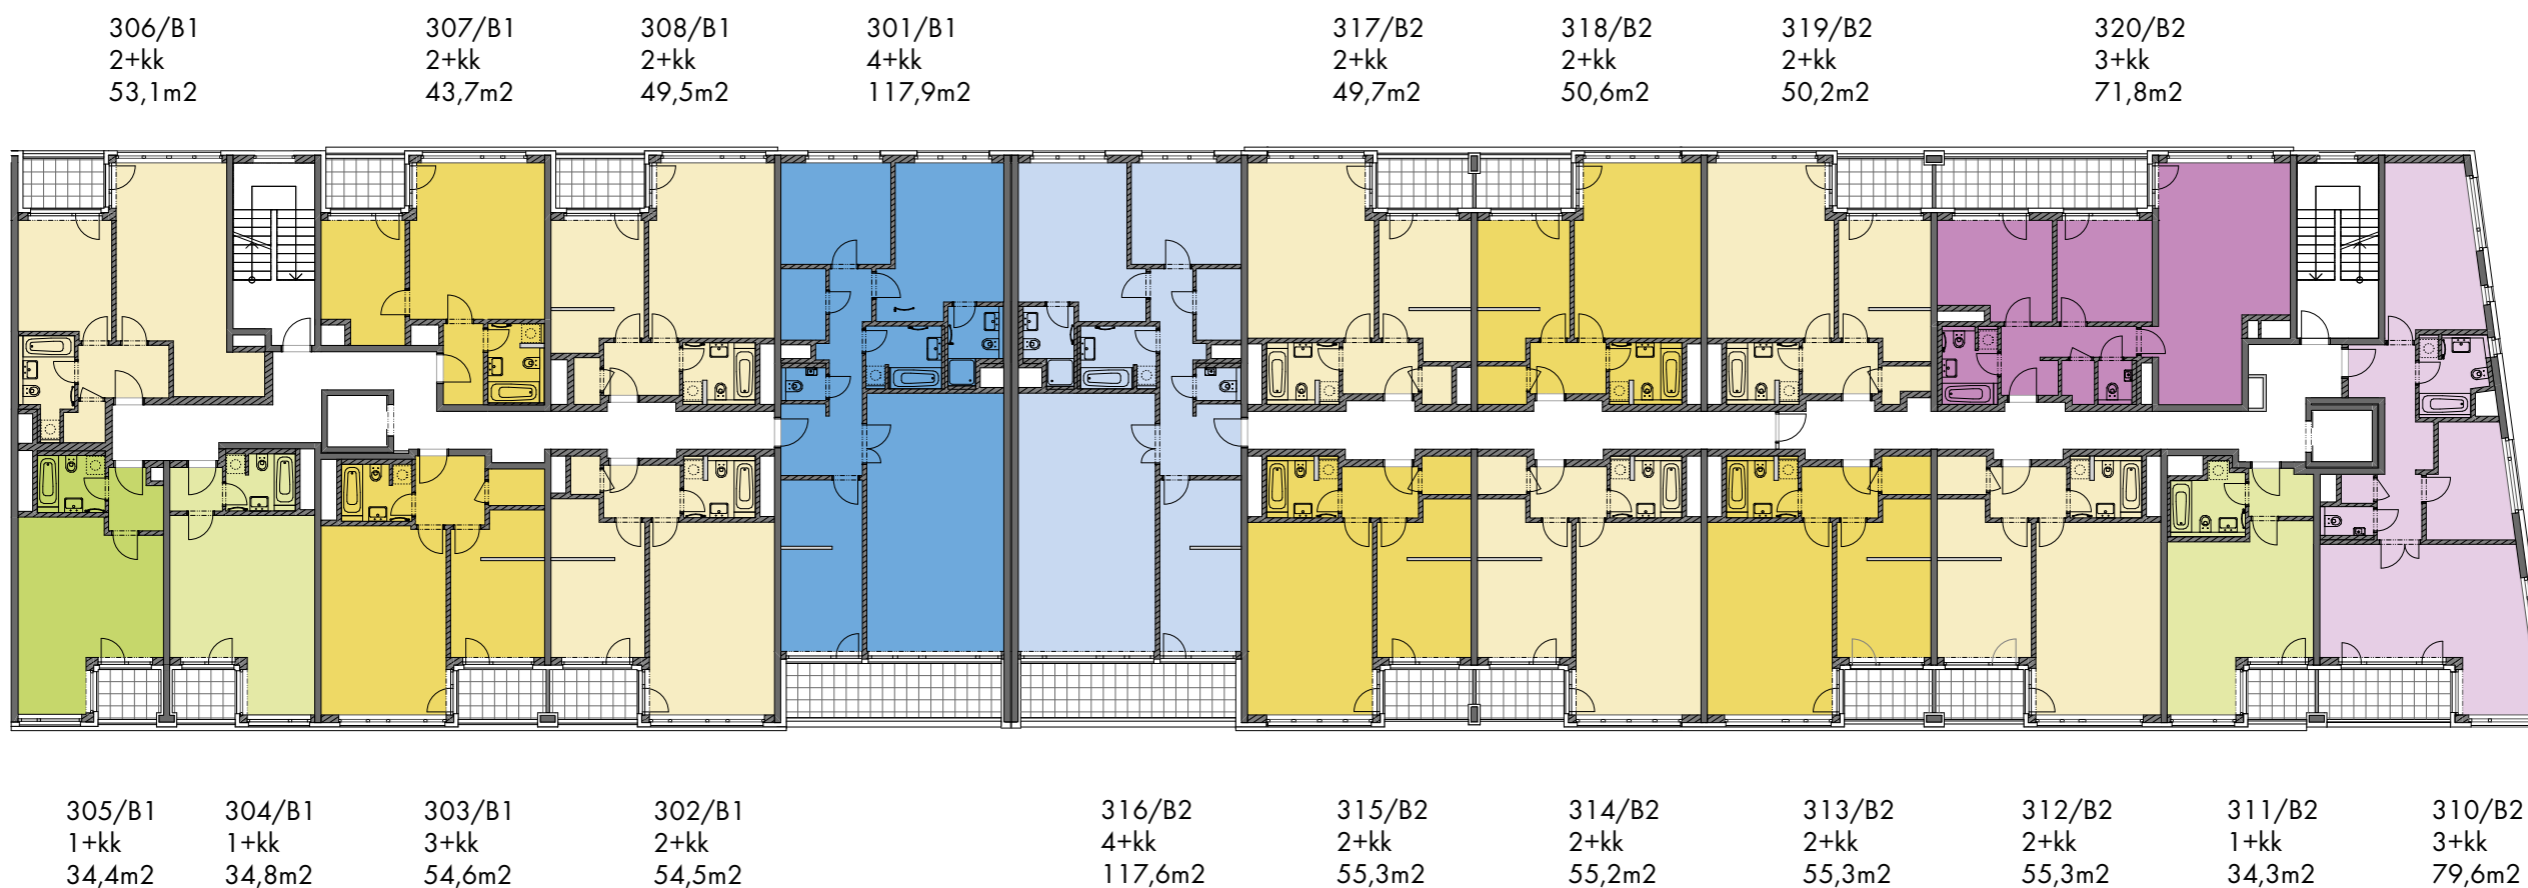 306/B1
2+kk
53,1m2
307/B1
2+kk
43,7m2
308/B1
2+kk
49,5m2
301/B1
4+kk
117,9m2
317/B2
2+kk
49,7m2
318/B2
2+kk
50,6m2
319/B2
2+kk
50,2m2
320/B2
3+kk
71,8m2
305/B1
1+kk
34,4m2
304/B1
1+kk
34,8m2
303/B1
3+kk
54,6m2
302/B1
2+kk
54,5m2
316/B2
4+kk
117,6m2
315/B2
2+kk
55,3m2
314/B2
2+kk
55,2m2
313/B2
2+kk
55,3m2
312/B2
2+kk
55,3m2
311/B2
1+kk
34,3m2
310/B2
3+kk
79,6m2